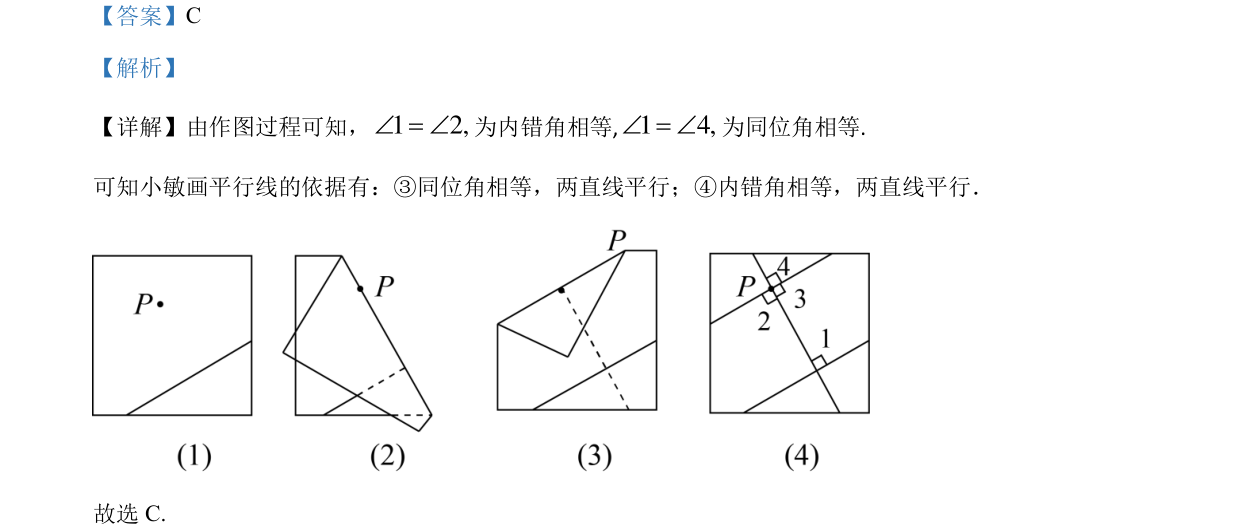 【答案】C
【解析】
【详解】由作图过程可知，∠1=∠2,为内错角相等,∠1=∠4,为同位角相等.
可知小敏画平行线的依据有：③同位角相等，两直线平行；④内错角相等，两直线平行．
P
P
P
P
4
3
2
1
(1)
(2)
(3)
(4)
故选 C.